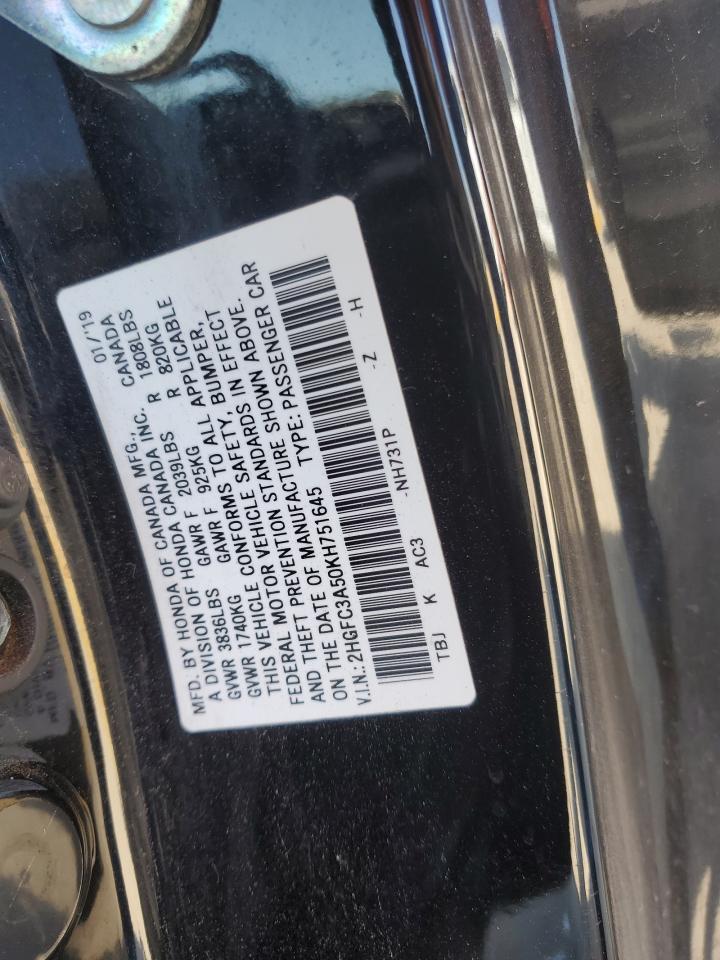 MFD. BY HONDA OF CANADA MFG., 01/'19
A DIVISION OF HONDA CANADA INC. CANADA
GVWR 3836LBS GAWR F 2039LBS R 1808LBS
GVWR 1740KG GAWR F 925KG R 820KG
THIS VEHICLE CONFORMS TO ALL APPLICABLE
FEDERAL MOTOR VEHICLE SAFETY, BUMPER,
AND THEFT PREVENTION STANDARDS IN EFFECT
ON THE DATE OF MANUFACTURE SHOWN ABOVE.
V.I.N.: 2HGFC3A50KH751645 TYPE: PASSENGER CAR
TBJ K AC3 -NH731P -Z -H